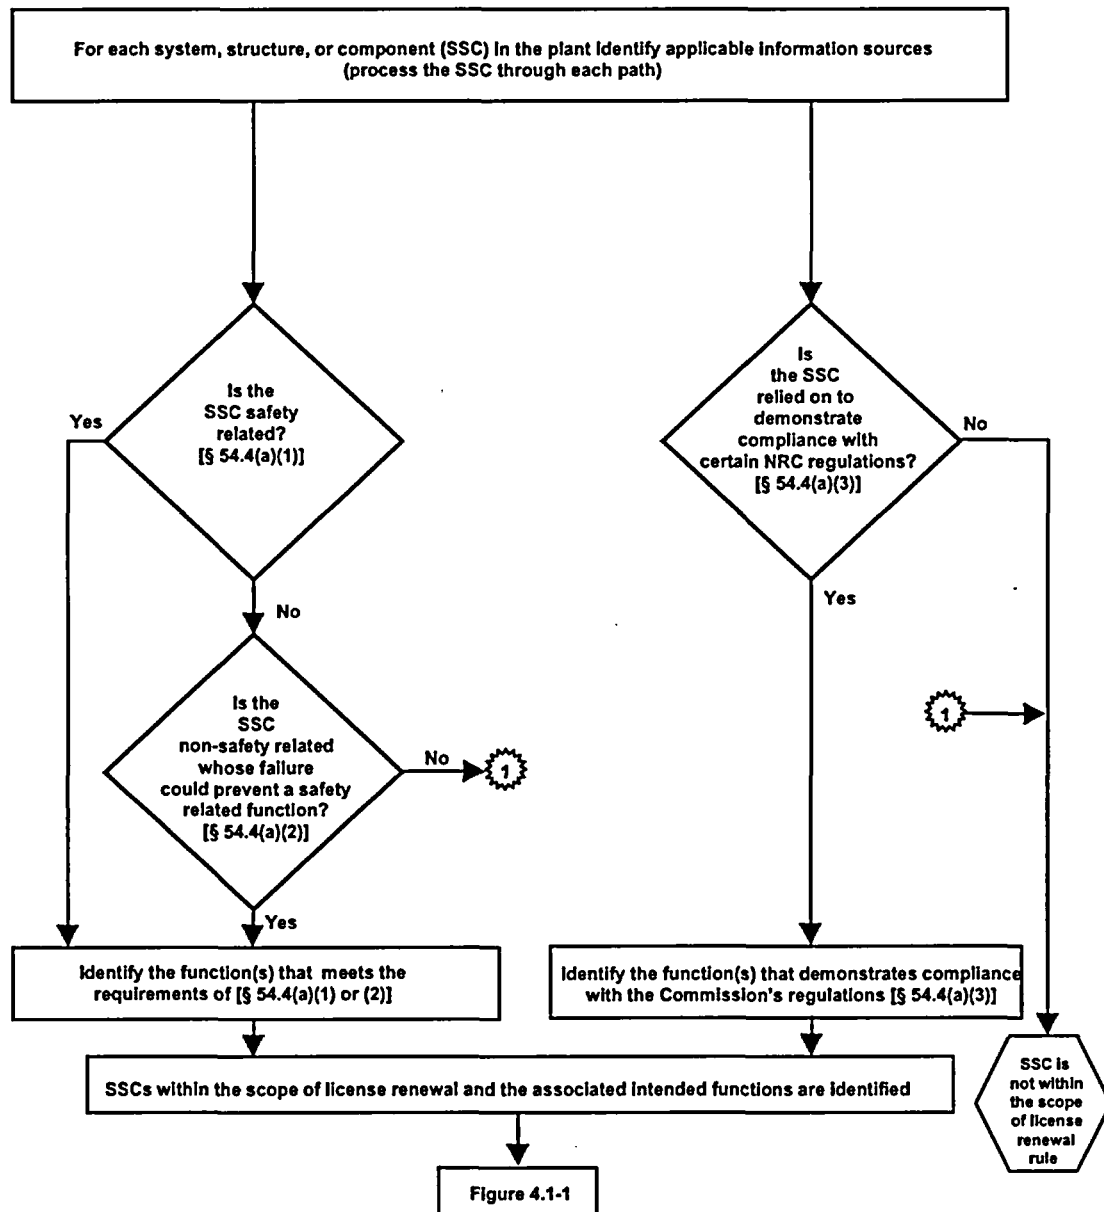 For each system, structure, or component (SSC) in the plant identify applicable information sources
(process the SSC through each path)
Is the
SSC safety
related?
[§ 54.4(a)(1)]
Yes
No
Is
the SSC
relied on to
demonstrate
compliance with
certain NRC regulations?
[§ 54.4(a)(3)]
No
Yes
Is the
SSC
non-safety related
whose failure
could prevent a safety
related function?
[§ 54.4(a)(2)]
No
1
1
Yes
Identify the function(s) that meets the
requirements of [§ 54.4(a)(1) or (2)]
Identify the function(s) that demonstrates compliance
with the Commission's regulations [§ 54.4(a)(3)]
SSCs within the scope of license renewal and the associated intended functions are identified
SSC is
not within
the scope
of license
renewal
rule
Figure 4.1-1